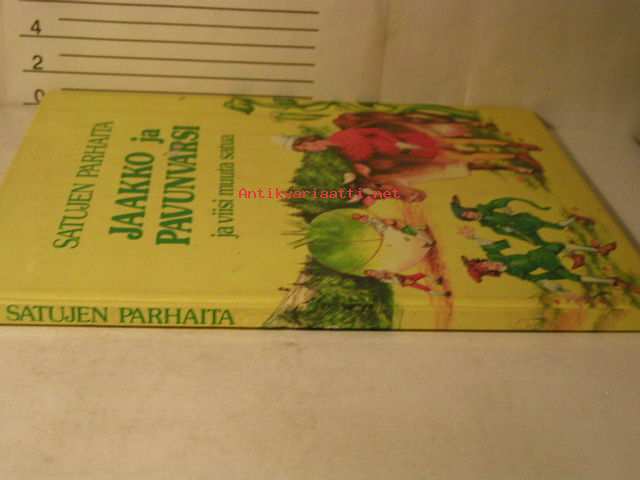 4
2
0
SATUJEN PARHAITA
JAAKKO ja
PAVUNVARSI
ja viisi muuta satua
Antikvariaatti.net
SATUJEN PARHAITA